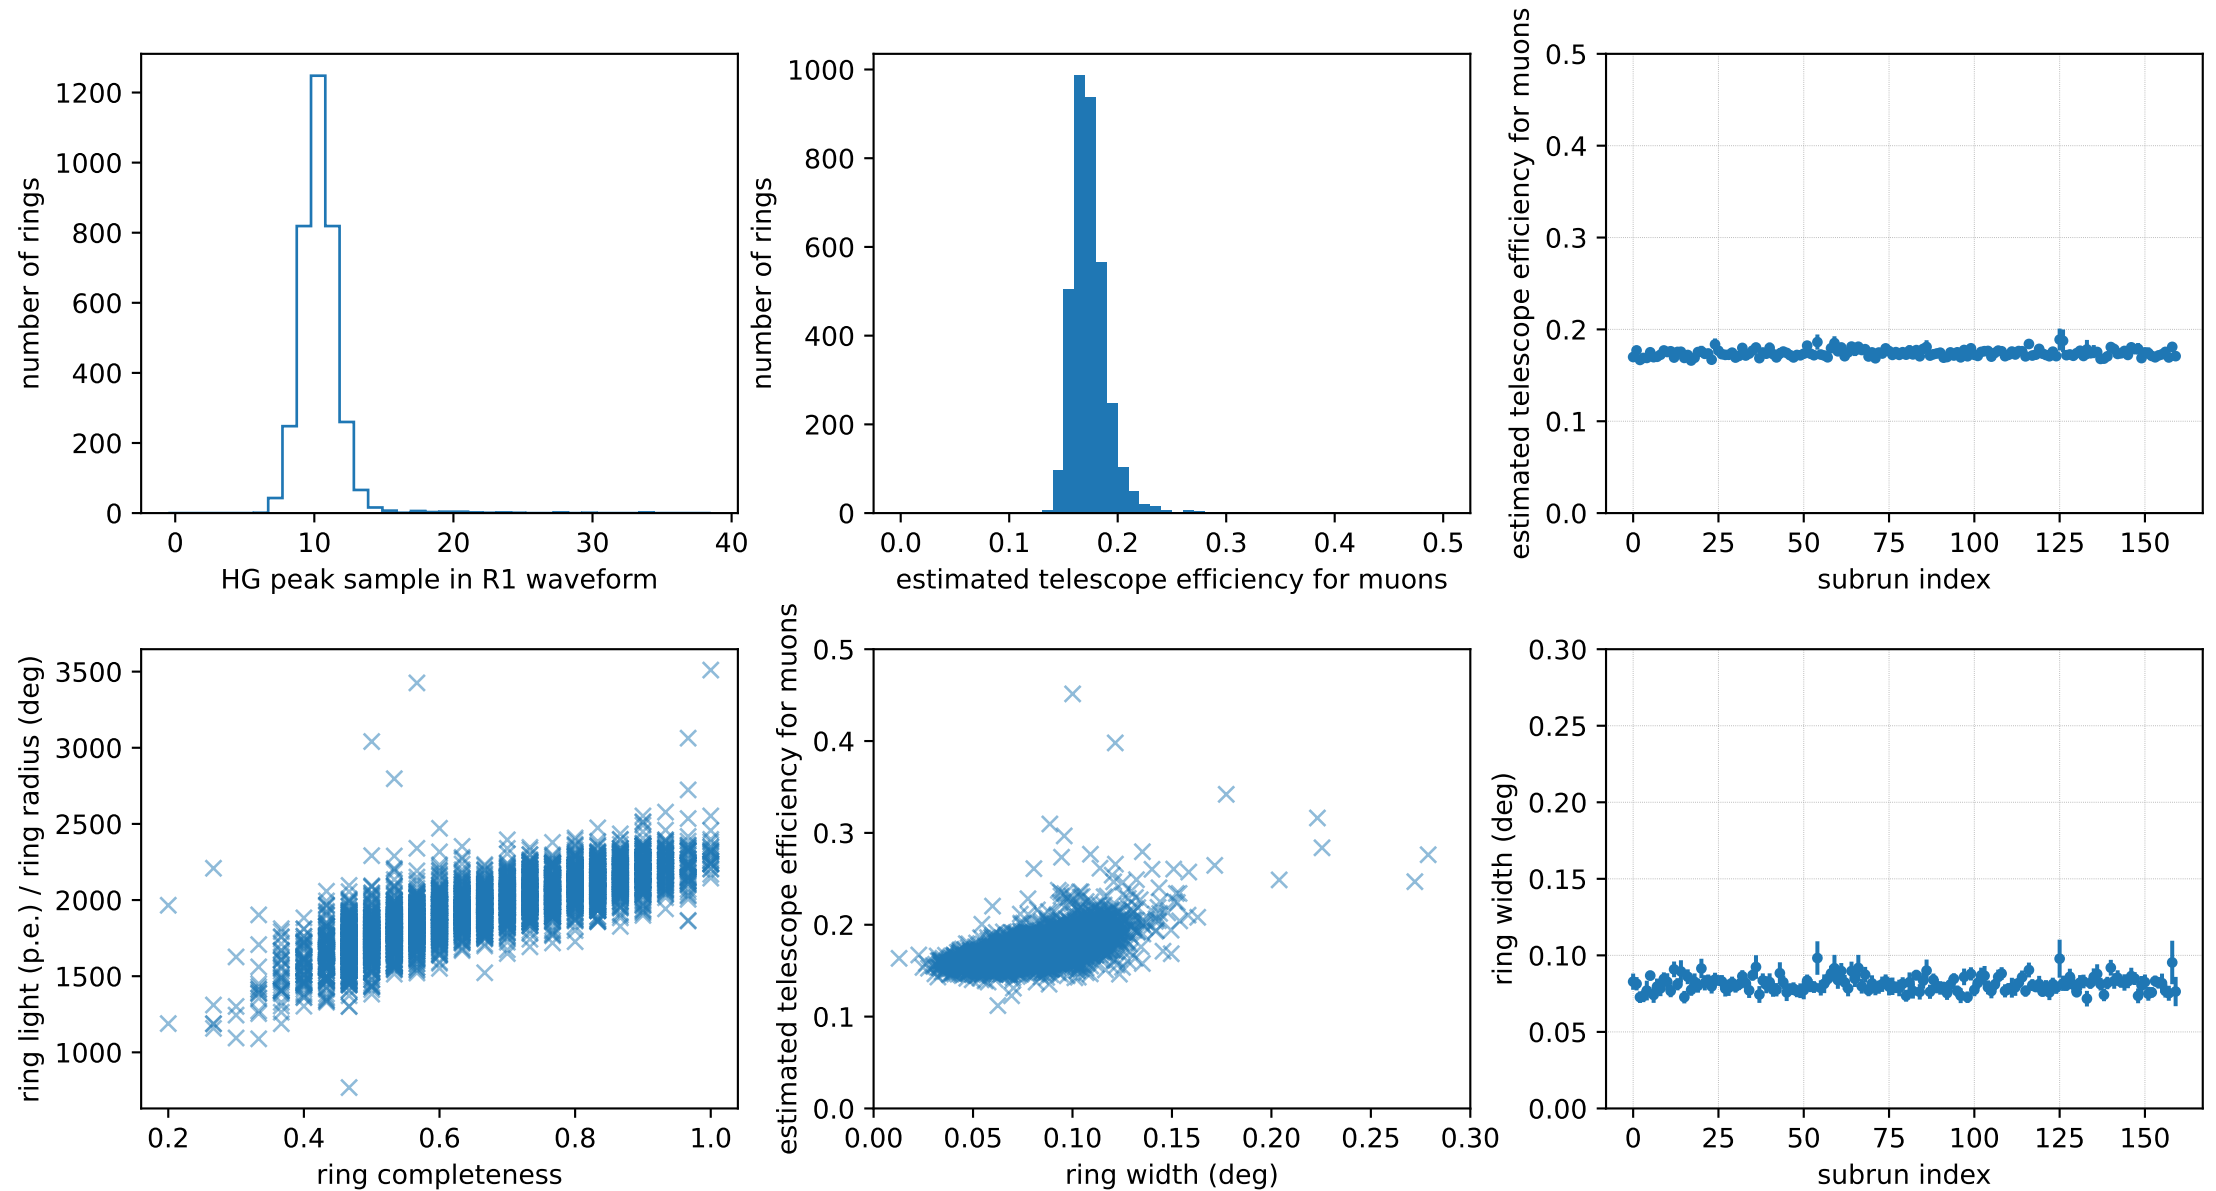 1200
1000
800
600
400
200
0
number of rings
0 10 20 30 40
HG peak sample in R1 waveform
1000
800
600
400
200
0
number of rings
0.0 0.1 0.2 0.3 0.4 0.5
estimated telescope efficiency for muons
0.5
0.4
0.3
0.2
0.1
0.0
estimated telescope efficiency for muons
0 25 50 75 100 125 150
subrun index
3500
3000
2500
2000
1500
1000
ring light (p.e.) / ring radius (deg)
0.2 0.4 0.6 0.8 1.0
ring completeness
0.5
0.4
0.3
0.2
0.1
0.0
estimated telescope efficiency for muons
0.00 0.05 0.10 0.15 0.20 0.25 0.30
ring width (deg)
0.30
0.25
0.20
0.15
0.10
0.05
0.00
ring width (deg)
0 25 50 75 100 125 150
subrun index